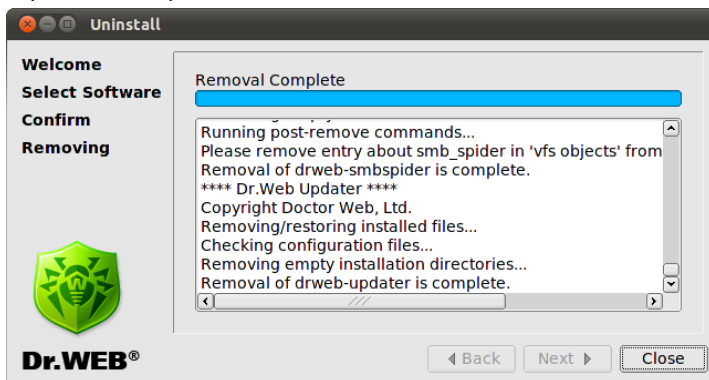 Uninstall
Welcome
Select Software
Confirm
Removing
Removal Complete
Running post-remove commands...
Please remove entry about smb_spider in 'vfs objects' from
Removal of drweb-smbspider is complete.
**** Dr.Web Updater ****
Copyright Doctor Web, Ltd.
Removing/restoring installed files...
Checking configuration files...
Removing empty installation directories...
Removal of drweb-updater is complete.
Dr.WEB®
Back
Next
Close